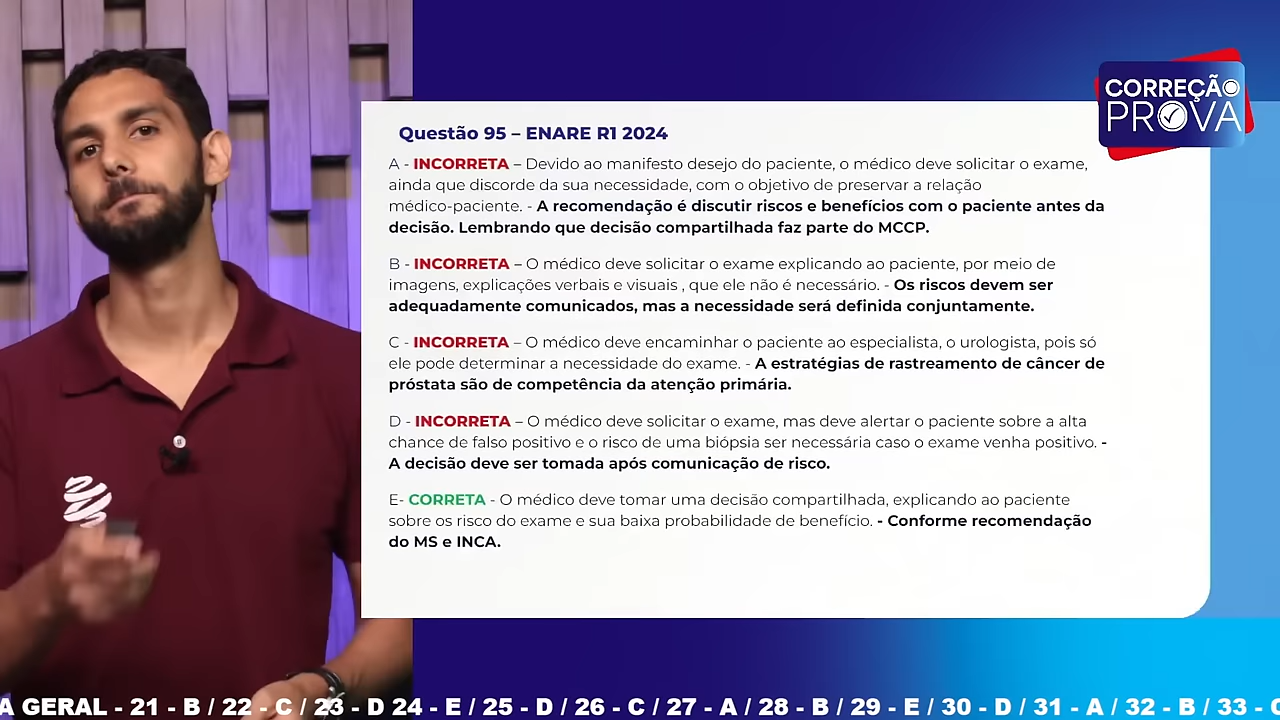 CORREÇÃO
PROVA
Questão 95 – ENARE R1 2024
A - INCORRETA – Devido ao manifesto desejo do paciente, o médico deve solicitar o exame,
ainda que discorde da sua necessidade, com o objetivo de preservar a relação
médico-paciente. - A recomendação é discutir riscos e benefícios com o paciente antes da
decisão. Lembrando que decisão compartilhada faz parte do MCCP.
B - INCORRETA – O médico deve solicitar o exame explicando ao paciente, por meio de
imagens, explicações verbais e visuais , que ele não é necessário. - Os riscos devem ser
adequadamente comunicados, mas a necessidade será definida conjuntamente.
C - INCORRETA – O médico deve encaminhar o paciente ao especialista, o urologista, pois só
ele pode determinar a necessidade do exame. - A estratégias de rastreamento de câncer de
próstata são de competência da atenção primária.
D - INCORRETA – O médico deve solicitar o exame, mas deve alertar o paciente sobre a alta
chance de falso positivo e o risco de uma biópsia ser necessária caso o exame venha positivo. -
A decisão deve ser tomada após comunicação de risco.
E- CORRETA - O médico deve tomar uma decisão compartilhada, explicando ao paciente
sobre os risco do exame e sua baixa probabilidade de benefício. - Conforme recomendação
do MS e INCA.
A GERAL - 21 - B / 22 - C / 23 - D 24 - E / 25 - D / 26 - C / 27 - A / 28 - B / 29 - E / 30 - D / 31 - A / 32 - B / 33 -